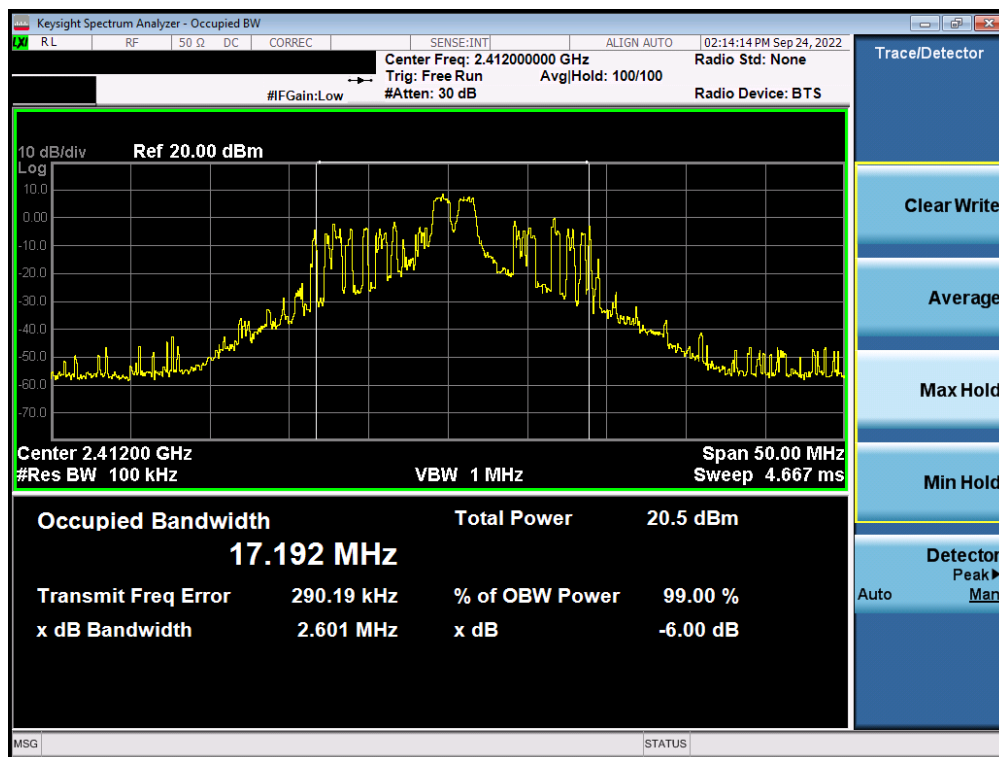 Keysight Spectrum Analyzer - Occupied BW
LXI RL RF 50 Ω DC CORREC SENSE:INT ALIGN AUTO 02:14:14 PM Sep 24, 2022
Center Freq: 2.412000000 GHz Radio Std: None
Trig: Free Run Avg|Hold: 100/100
#IFGain:Low #Atten: 30 dB Radio Device: BTS
10 dB/div Ref 20.00 dBm
Log
10.0
0.00
-10.0
-20.0
-30.0
-40.0
-50.0
-60.0
-70.0
Center 2.41200 GHz Span 50.00 MHz
#Res BW 100 kHz VBW 1 MHz Sweep 4.667 ms
Occupied Bandwidth Total Power 20.5 dBm
17.192 MHz
Transmit Freq Error 290.19 kHz % of OBW Power 99.00 %
x dB Bandwidth 2.601 MHz x dB -6.00 dB
MSG STATUS
Trace/Detector
Clear Write
Average
Max Hold
Min Hold
Detector
Peak▶
Auto Man